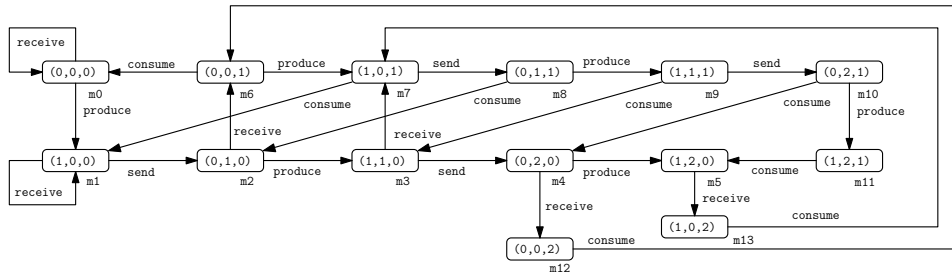 receive
(0,0,0) consume (0,0,1) produce (1,0,1) send (0,1,1) produce (1,1,1) send (0,2,1)
m0 m6 m7 m8 m9 m10
produce consume consume consume consume produce
receive receive
(1,0,0) (0,1,0) (1,1,0) (0,2,0) (1,2,0) consume (1,2,1)
m1 send m2 produce m3 send m4 produce m5 m11
receive receive receive
(1,0,2) consume
m13
(0,0,2) consume
m12